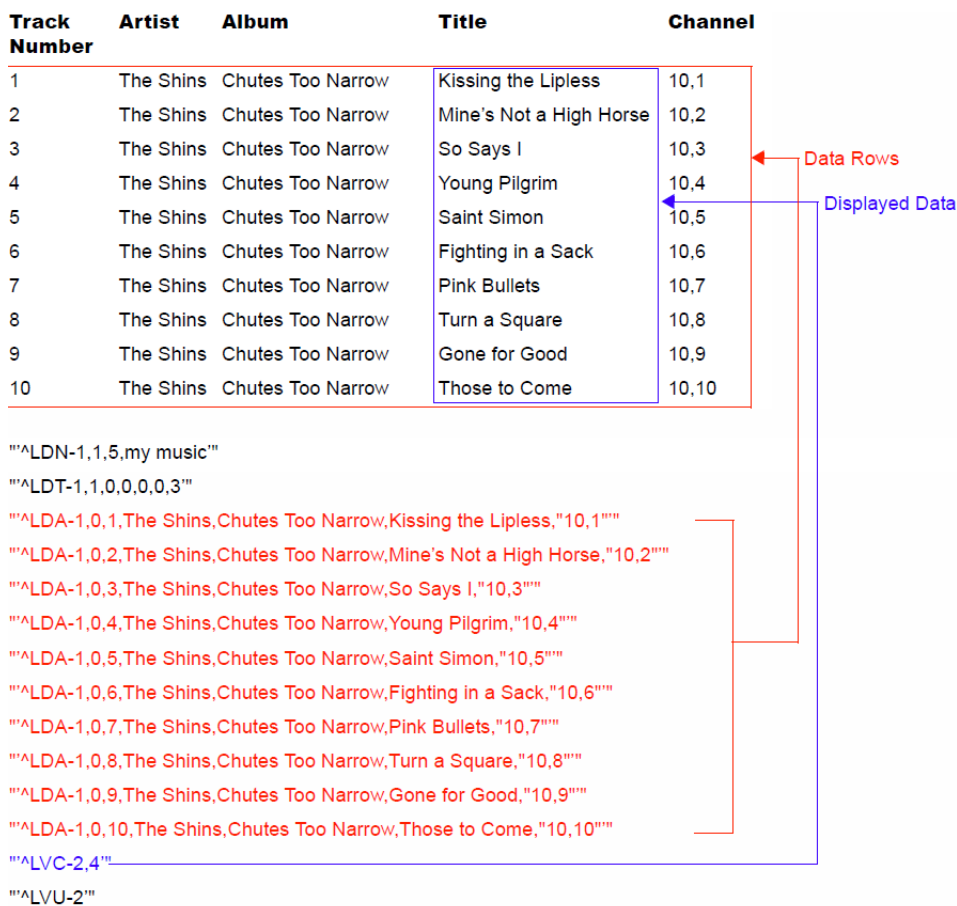 Track Number Artist Album Title Channel
1 The Shins Chutes Too Narrow Kissing the Lipless 10,1
2 The Shins Chutes Too Narrow Mine's Not a High Horse 10,2
3 The Shins Chutes Too Narrow So Says I 10,3
Data Rows
4 The Shins Chutes Too Narrow Young Pilgrim 10,4
Displayed Data
5 The Shins Chutes Too Narrow Saint Simon 10,5
6 The Shins Chutes Too Narrow Fighting in a Sack 10,6
7 The Shins Chutes Too Narrow Pink Bullets 10,7
8 The Shins Chutes Too Narrow Turn a Square 10,8
9 The Shins Chutes Too Narrow Gone for Good 10,9
10 The Shins Chutes Too Narrow Those to Come 10,10
"'^LDN-1,1,5,my music'"
"'^LDT-1,1,0,0,0,0,3'"
"'^LDA-1,0,1,The Shins,Chutes Too Narrow,Kissing the Lipless,"10,1"'"
"'^LDA-1,0,2,The Shins,Chutes Too Narrow,Mine's Not a High Horse,"10,2"'"
"'^LDA-1,0,3,The Shins,Chutes Too Narrow,So Says I,"10,3"'"
"'^LDA-1,0,4,The Shins,Chutes Too Narrow,Young Pilgrim,"10,4"'"
"'^LDA-1,0,5,The Shins,Chutes Too Narrow,Saint Simon,"10,5"'"
"'^LDA-1,0,6,The Shins,Chutes Too Narrow,Fighting in a Sack,"10,6"'"
"'^LDA-1,0,7,The Shins,Chutes Too Narrow,Pink Bullets,"10,7"'"
"'^LDA-1,0,8,The Shins,Chutes Too Narrow,Turn a Square,"10,8"'"
"'^LDA-1,0,9,The Shins,Chutes Too Narrow,Gone for Good,"10,9"'"
"'^LDA-1,0,10,The Shins,Chutes Too Narrow,Those to Come,"10,10"'"
"'^LVC-2,4'"
"'^LVU-2'"